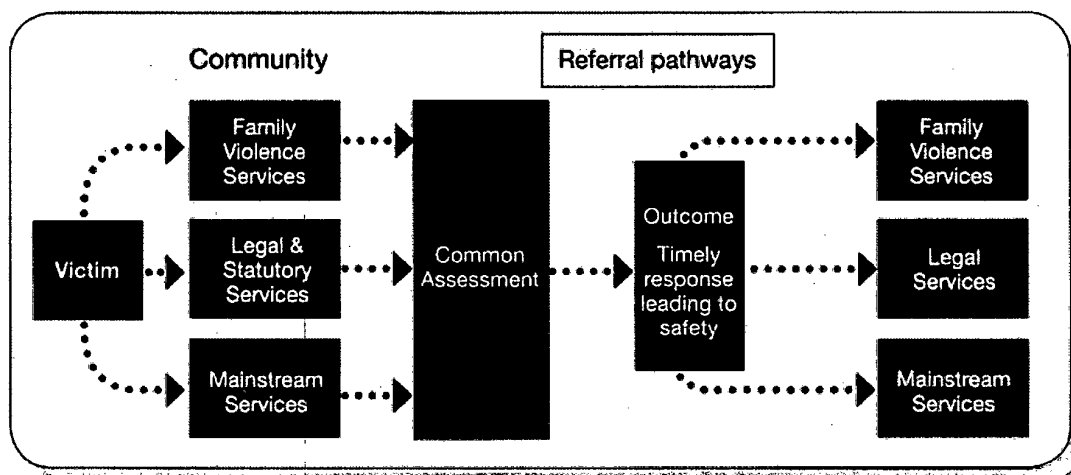 Community
Referral pathways
Victim
Family
Violence
Services
Legal &
Statutory
Services
Mainstream
Services
Common
Assessment
Outcome
Timely
response
leading to
safety
Family
Violence
Services
Legal
Services
Mainstream
Services